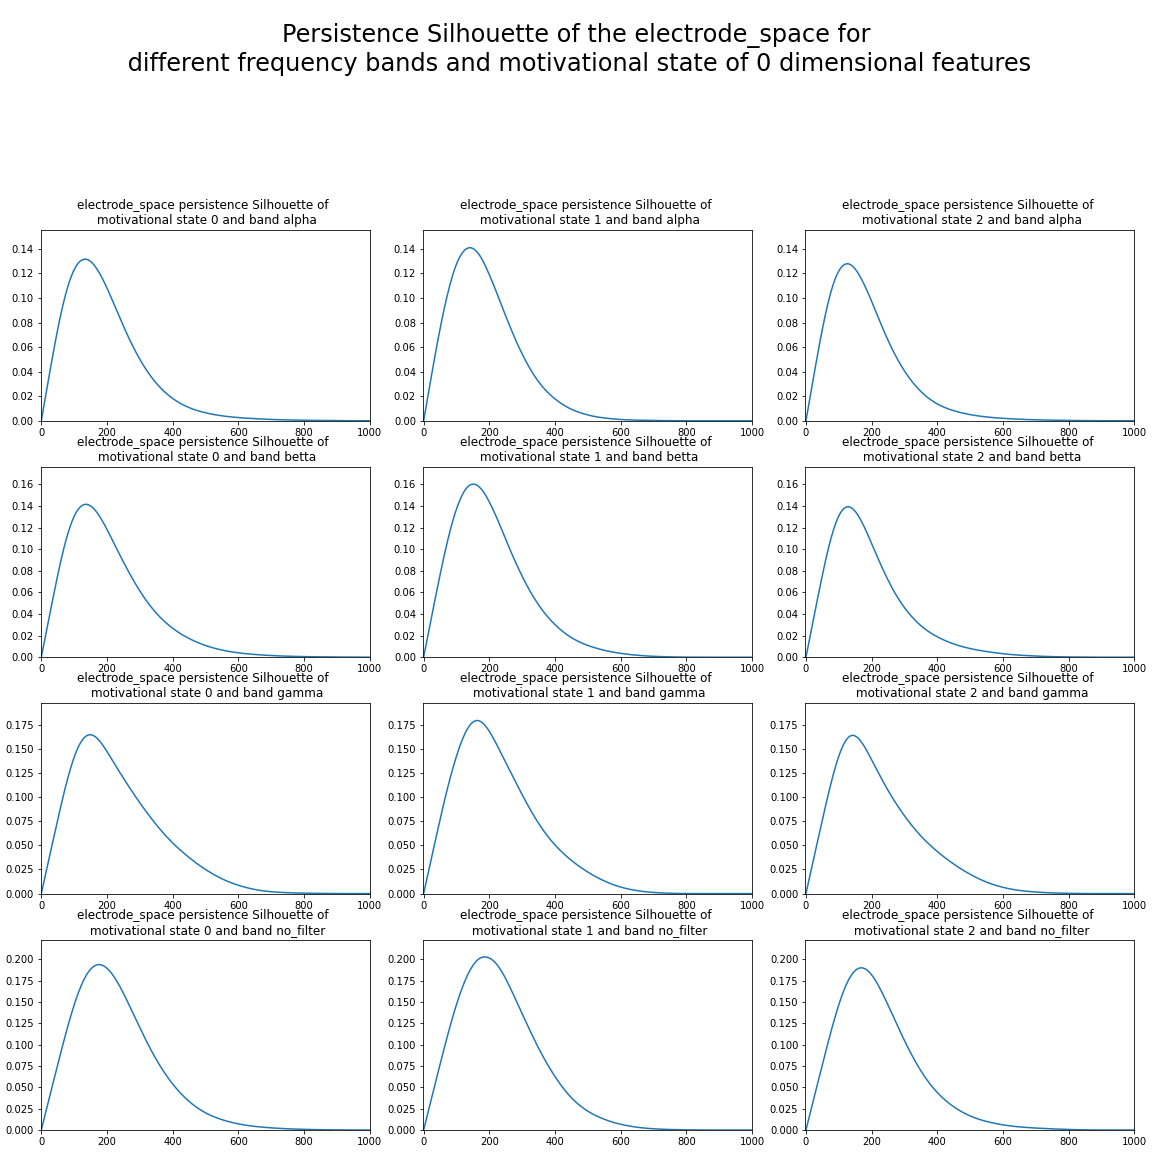 Persistence Silhouette of the electrode_space for
different frequency bands and motivational state of 0 dimensional features
electrode_space persistence Silhouette of
motivational state 0 and band alpha
0.14
0.12
0.10
0.08
0.06
0.04
0.02
0.00
0 200 400 600 800 1000
electrode_space persistence Silhouette of
motivational state 1 and band alpha
0.14
0.12
0.10
0.08
0.06
0.04
0.02
0.00
0 200 400 600 800 1000
electrode_space persistence Silhouette of
motivational state 2 and band alpha
0.14
0.12
0.10
0.08
0.06
0.04
0.02
0.00
0 200 400 600 800 1000
electrode_space persistence Silhouette of
motivational state 0 and band betta
0.16
0.14
0.12
0.10
0.08
0.06
0.04
0.02
0.00
0 200 400 600 800 1000
electrode_space persistence Silhouette of
motivational state 1 and band betta
0.16
0.14
0.12
0.10
0.08
0.06
0.04
0.02
0.00
0 200 400 600 800 1000
electrode_space persistence Silhouette of
motivational state 2 and band betta
0.16
0.14
0.12
0.10
0.08
0.06
0.04
0.02
0.00
0 200 400 600 800 1000
electrode_space persistence Silhouette of
motivational state 0 and band gamma
0.175
0.150
0.125
0.100
0.075
0.050
0.025
0.000
0 200 400 600 800 1000
electrode_space persistence Silhouette of
motivational state 1 and band gamma
0.175
0.150
0.125
0.100
0.075
0.050
0.025
0.000
0 200 400 600 800 1000
electrode_space persistence Silhouette of
motivational state 2 and band gamma
0.175
0.150
0.125
0.100
0.075
0.050
0.025
0.000
0 200 400 600 800 1000
electrode_space persistence Silhouette of
motivational state 0 and band no_filter
0.200
0.175
0.150
0.125
0.100
0.075
0.050
0.025
0.000
0 200 400 600 800 1000
electrode_space persistence Silhouette of
motivational state 1 and band no_filter
0.200
0.175
0.150
0.125
0.100
0.075
0.050
0.025
0.000
0 200 400 600 800 1000
electrode_space persistence Silhouette of
motivational state 2 and band no_filter
0.200
0.175
0.150
0.125
0.100
0.075
0.050
0.025
0.000
0 200 400 600 800 1000